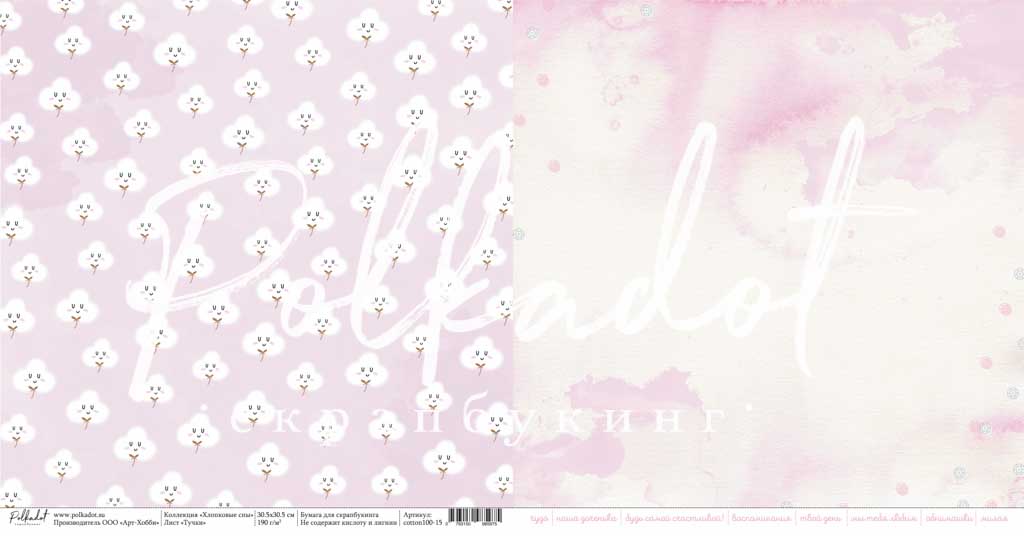 Polkadot
скрапбукинг
Polkadot
www.polkadot.su
Производитель ООО «Арт-Хобби»
Коллекция «Хлопковые сны»
Лист «Тучки»
30.5x30.5 см
190 г/м²
Бумага для скрапбукинга
Не содержит кислоту и лигнин
Артикул:
cotton100-15
чудо | наша доченька | будь самой счастливой! | воспоминания | твой день | мы тебя любим | обнимашки | милая